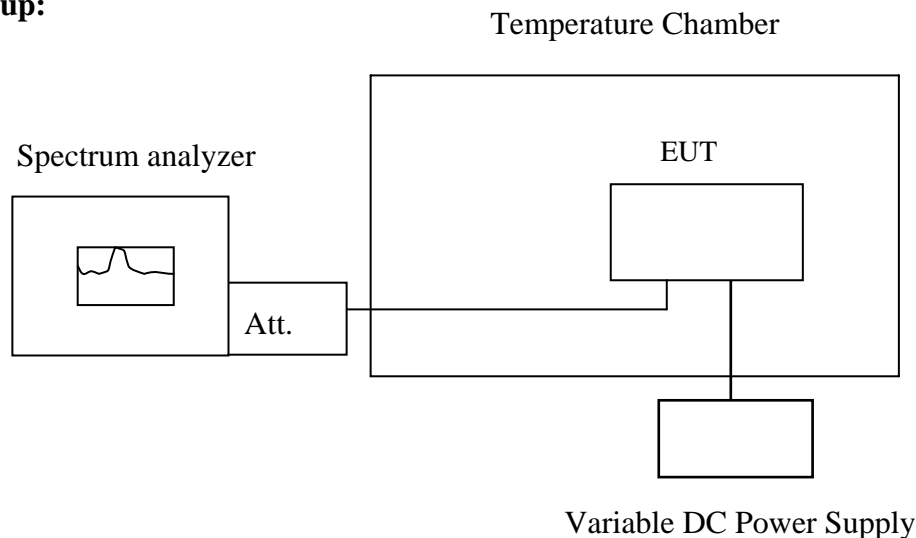 up:
Temperature Chamber
Spectrum analyzer
EUT
Att.
Variable DC Power Supply